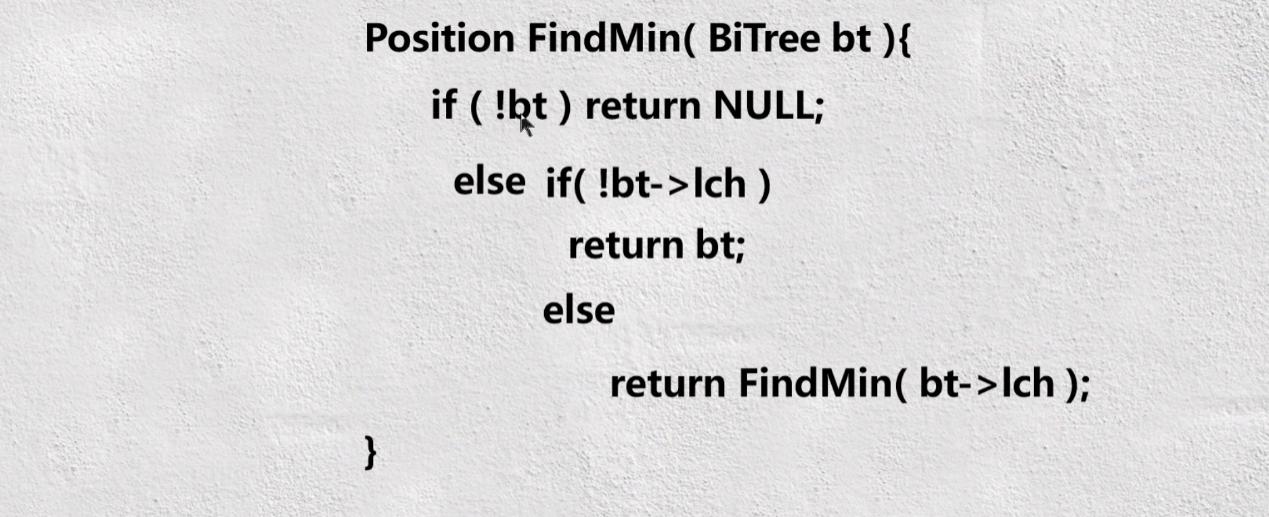 Position FindMin( BiTree bt ){
if ( !bt ) return NULL;
else if( !bt->lch )
return bt;
else
return FindMin( bt->lch );
}